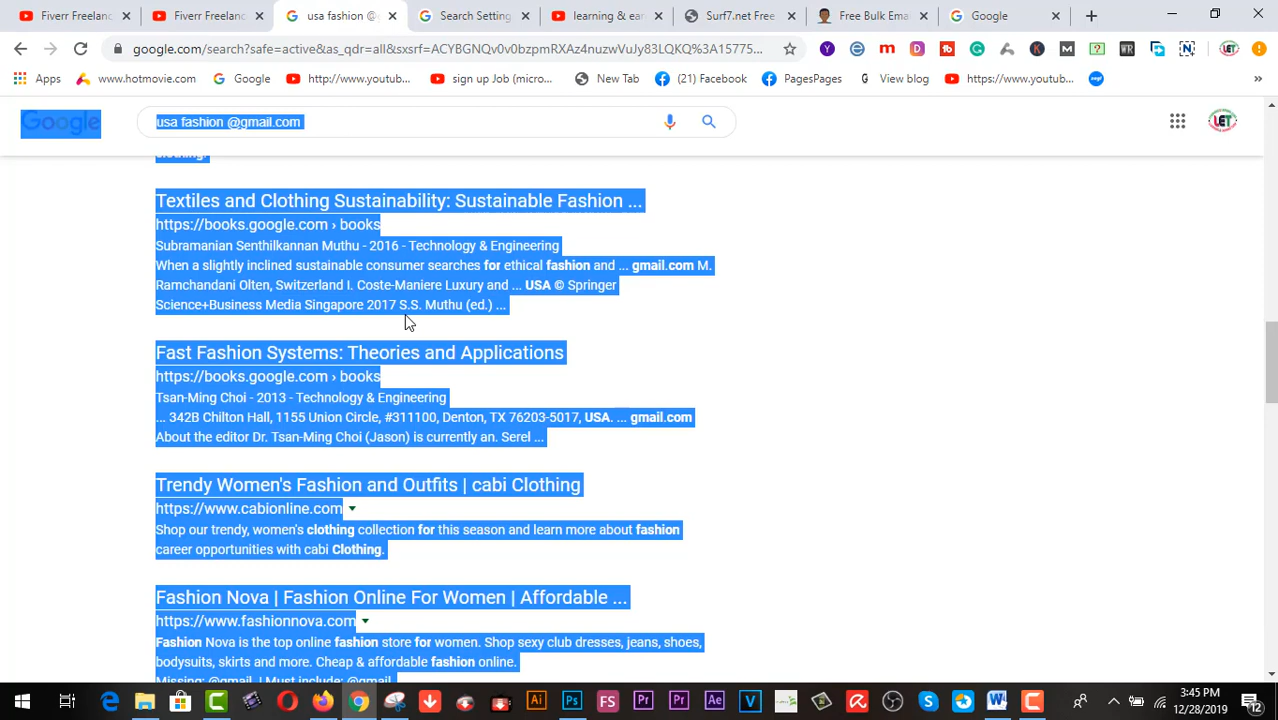 Fiverr Freelanc
Fiverr Freelanc
usa fashion @g
Search Setting
learning & ear
Surf7.net Free
Free Bulk Ema
Google
google.com/search?safe=active&as_qdr=all&sxsrf=ACYBGNQv0v0bzpmRXAz4nuzwVuJy83LQKQ%3A15775...
Apps
www.hotmovie.com
Google
http://www.youtub...
sign up Job (micro...
New Tab
(21) Facebook
PagesPages
View blog
https://www.youtub...
»
Google
usa fashion @gmail.com
LET
clothing.
Textiles and Clothing Sustainability: Sustainable Fashion ...
https://books.google.com › books
Subramanian Senthilkannan Muthu - 2016 - Technology & Engineering
When a slightly inclined sustainable consumer searches for ethical fashion and ... gmail.com M.
Ramchandani Olten, Switzerland I. Coste-Maniere Luxury and ... USA © Springer
Science+Business Media Singapore 2017 S.S. Muthu (ed.) ...
Fast Fashion Systems: Theories and Applications
https://books.google.com › books
Tsan-Ming Choi - 2013 - Technology & Engineering
... 342B Chilton Hall, 1155 Union Circle, #311100, Denton, TX 76203-5017, USA. ... gmail.com
About the editor Dr. Tsan-Ming Choi (Jason) is currently an. Serel ...
Trendy Women's Fashion and Outfits | cabi Clothing
https://www.cabionline.com
Shop our trendy, women's clothing collection for this season and learn more about fashion
career opportunities with cabi Clothing.
Fashion Nova | Fashion Online For Women | Affordable ...
https://www.fashionnova.com
Fashion Nova is the top online fashion store for women. Shop sexy club dresses, jeans, shoes,
bodysuits, skirts and more. Cheap & affordable fashion online.
Missing: @gmail. | Must include: @gmail.
3:45 PM
12/28/2019